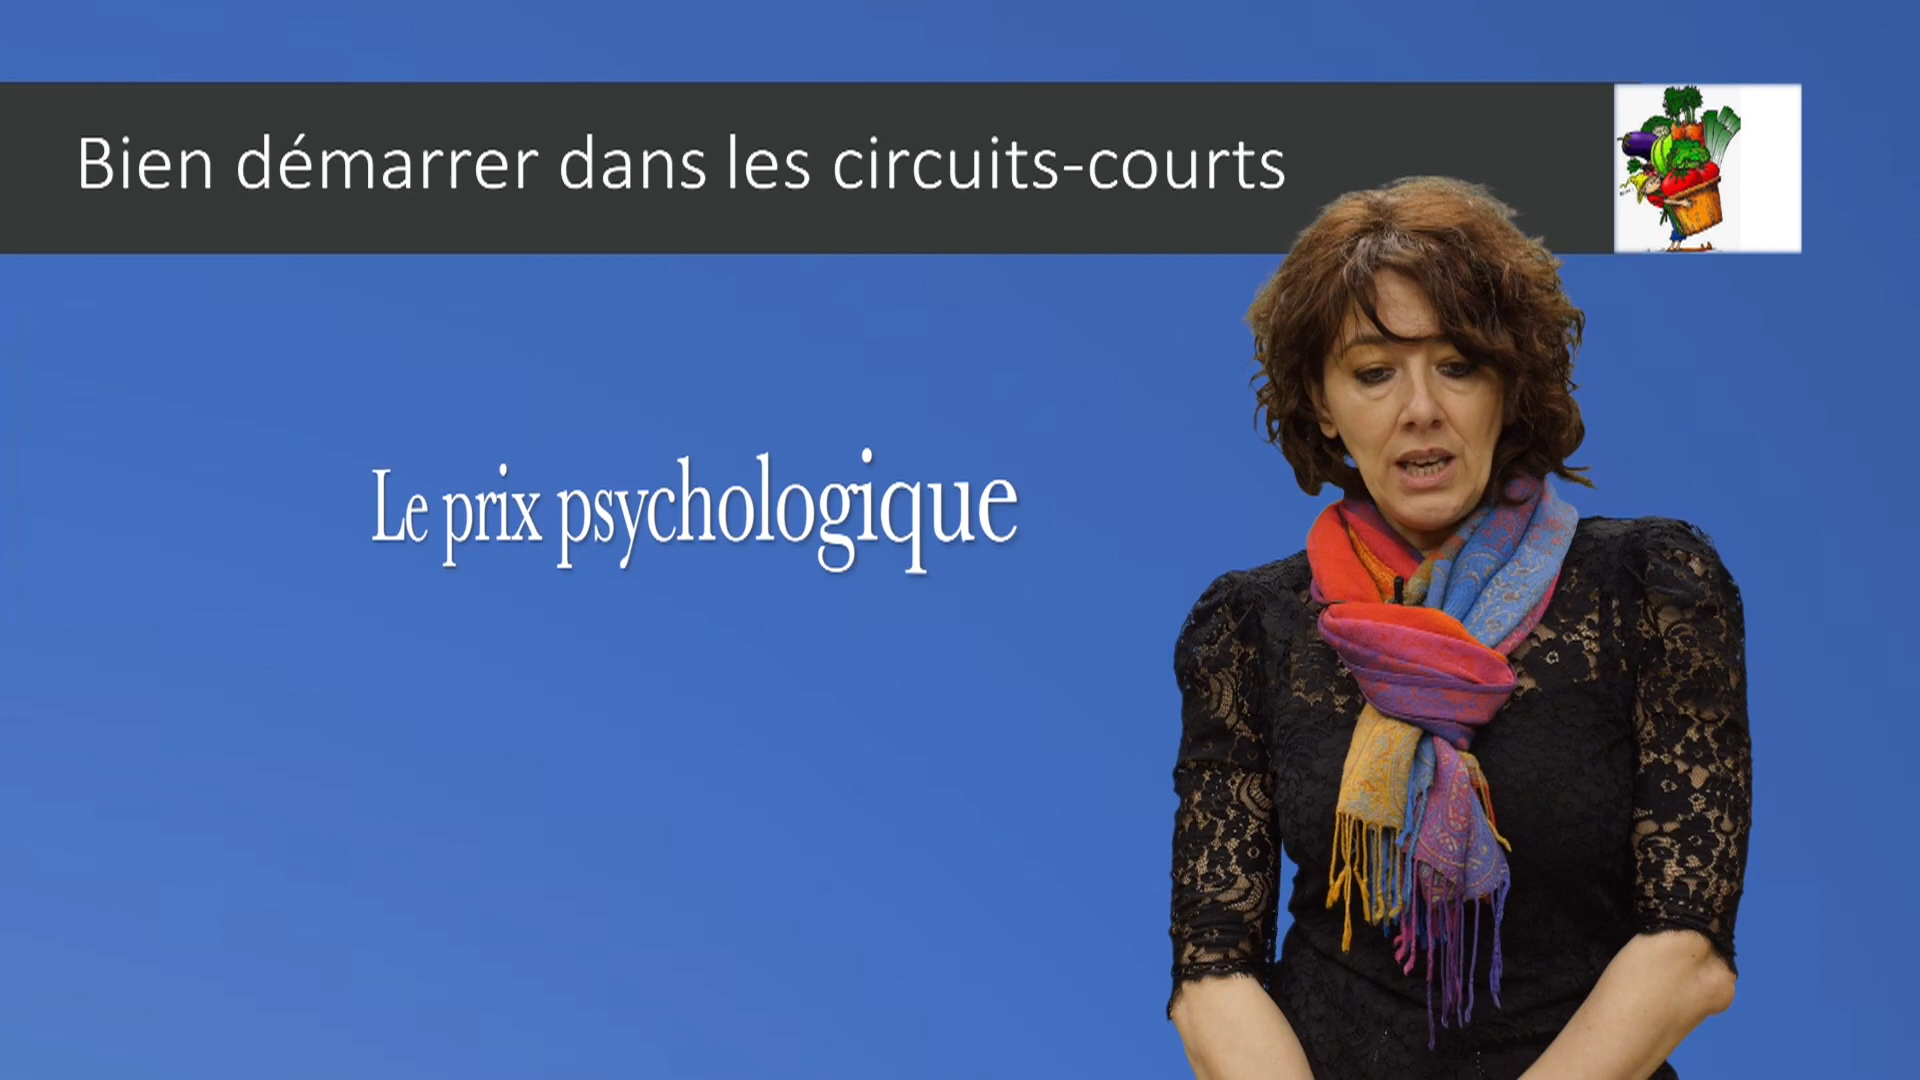 Bien démarrer dans les circuits-courts
Le prix psychologique